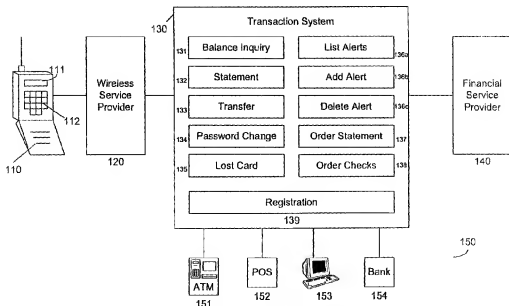 130
Transaction System
111
112
110
Wireless
Service
Provider
120
131 Balance Inquiry
List Alerts 136a
132 Statement
Add Alert 136b
133 Transfer
Delete Alert 136c
134 Password Change
Order Statement 137
135 Lost Card
Order Checks 138
Registration
139
Financial
Service
Provider
140
150
ATM
151
POS
152
153
Bank
154